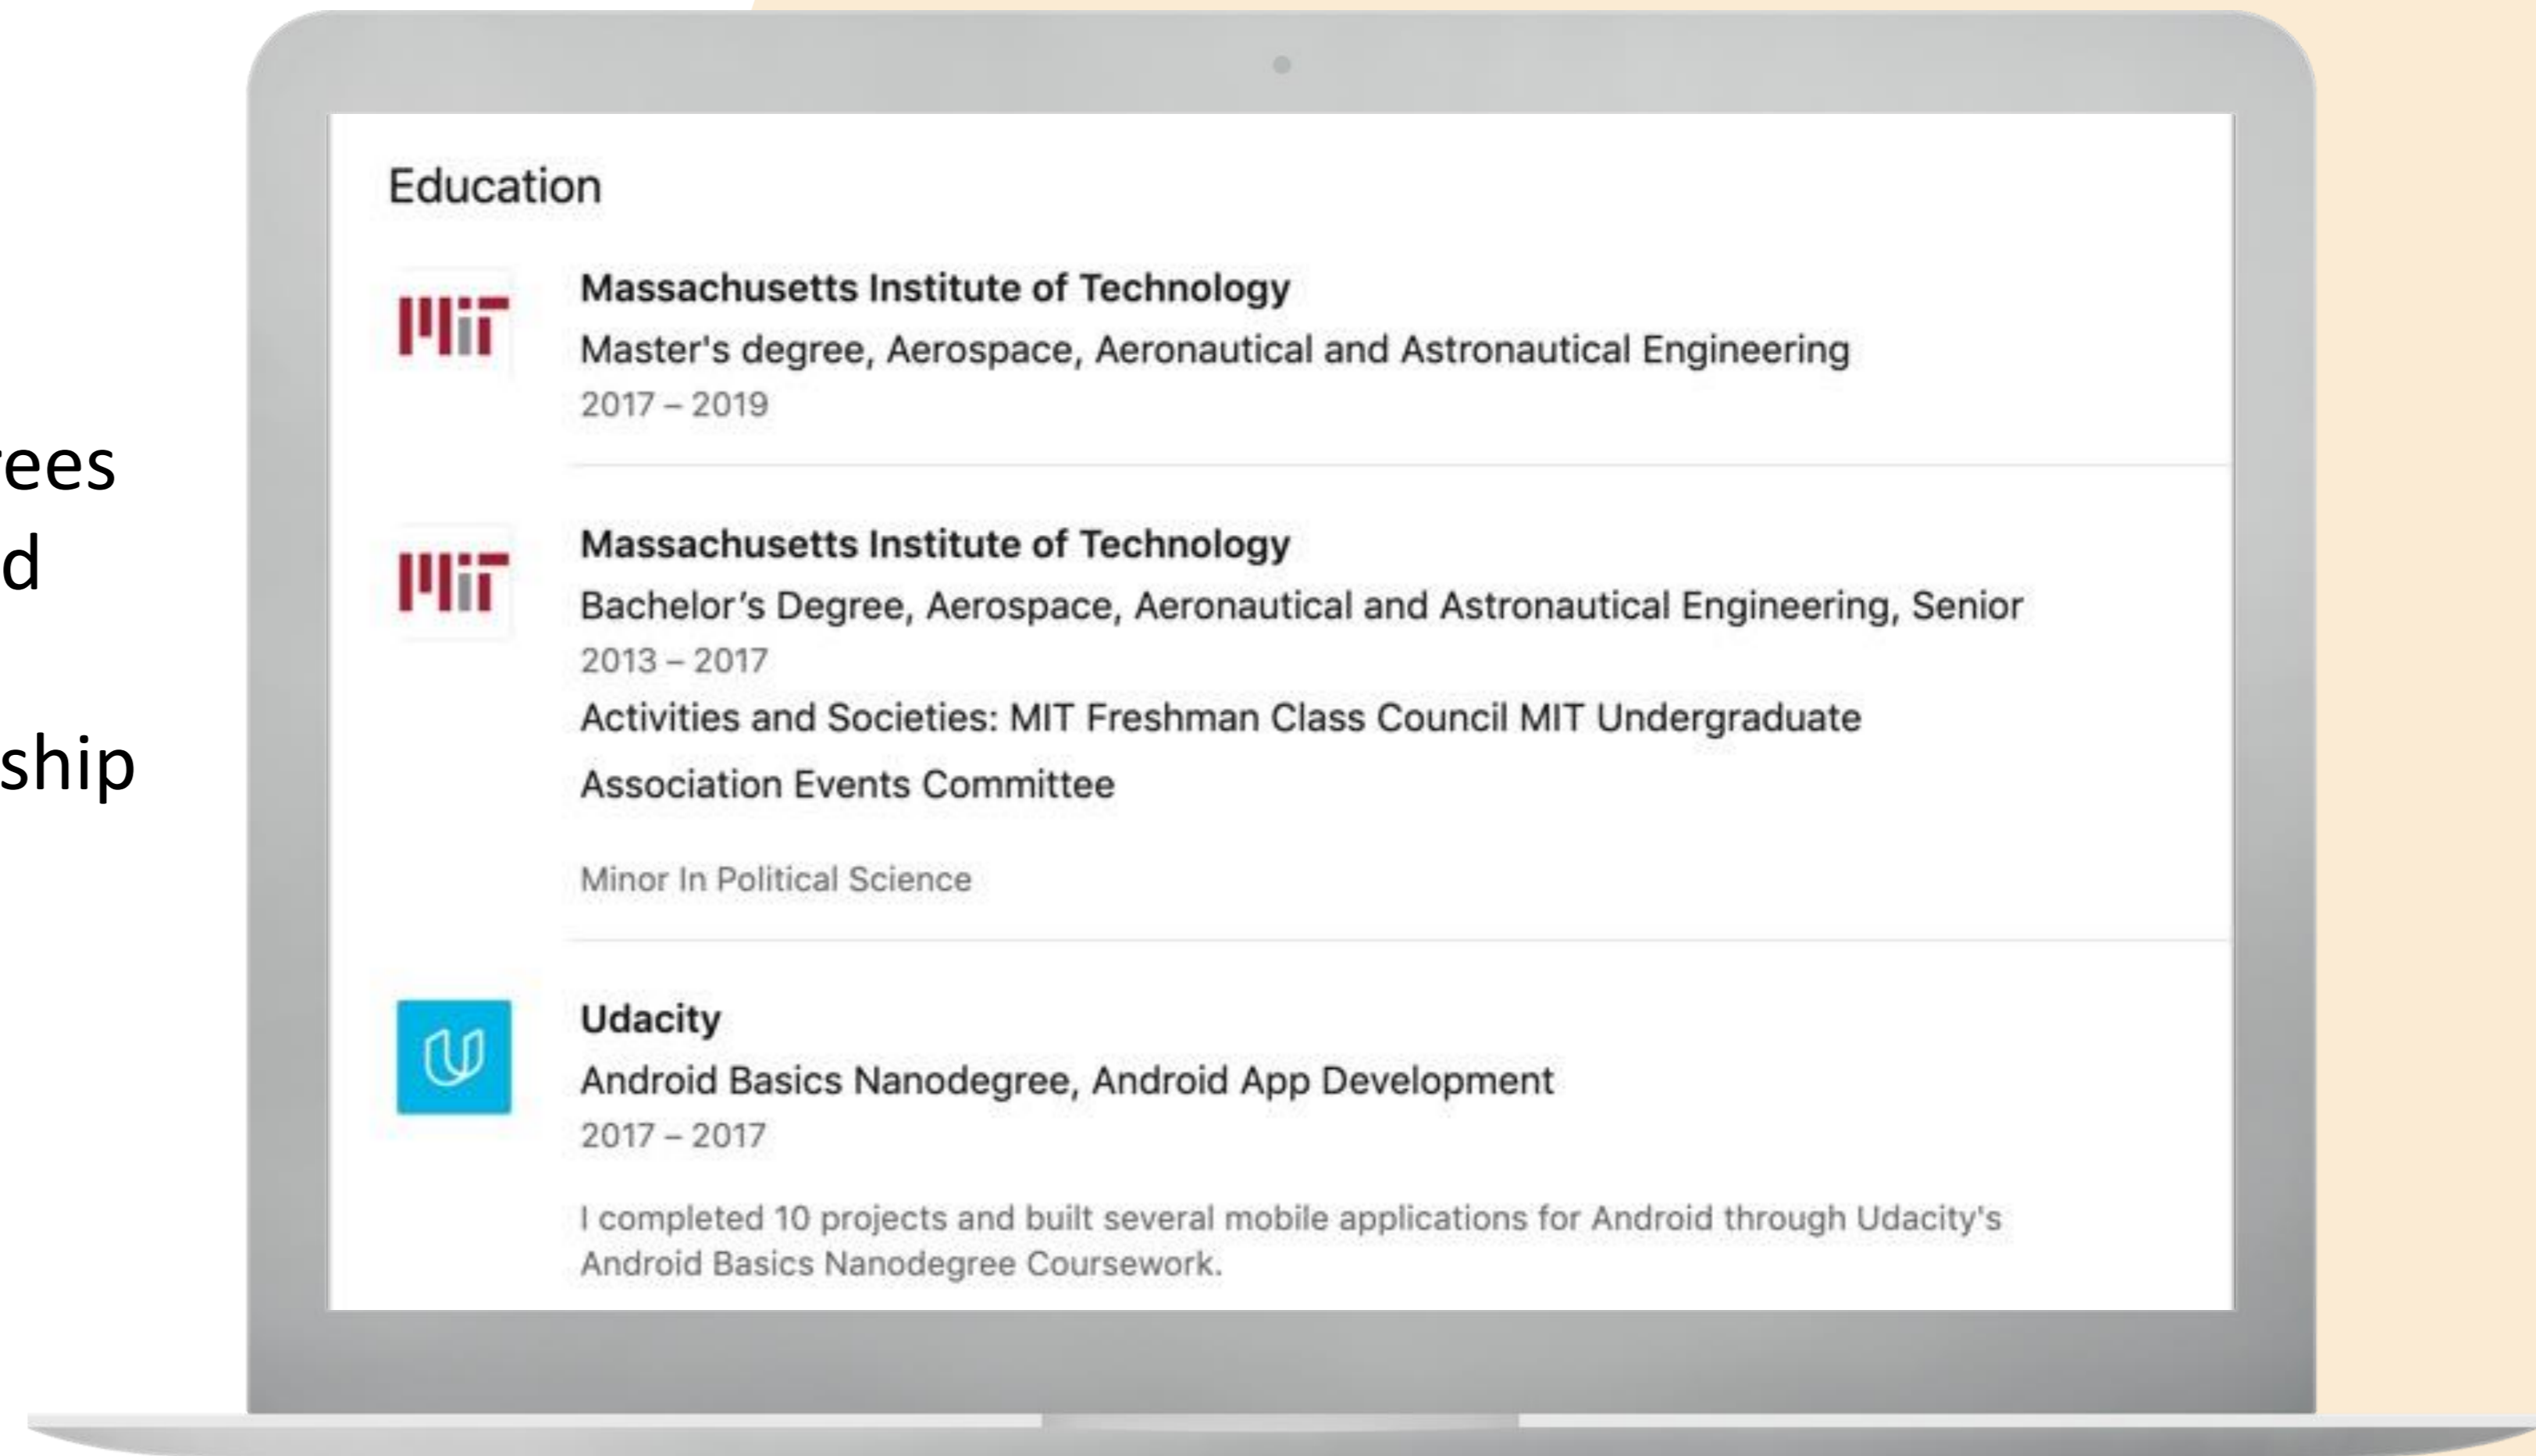 rees
d
ship
Education
MiT
Massachusetts Institute of Technology
Master's degree, Aerospace, Aeronautical and Astronautical Engineering
2017 – 2019
MiT
Massachusetts Institute of Technology
Bachelor’s Degree, Aerospace, Aeronautical and Astronautical Engineering, Senior
2013 – 2017
Activities and Societies: MIT Freshman Class Council MIT Undergraduate
Association Events Committee
Minor In Political Science
U
Udacity
Android Basics Nanodegree, Android App Development
2017 – 2017
I completed 10 projects and built several mobile applications for Android through Udacity's
Android Basics Nanodegree Coursework.